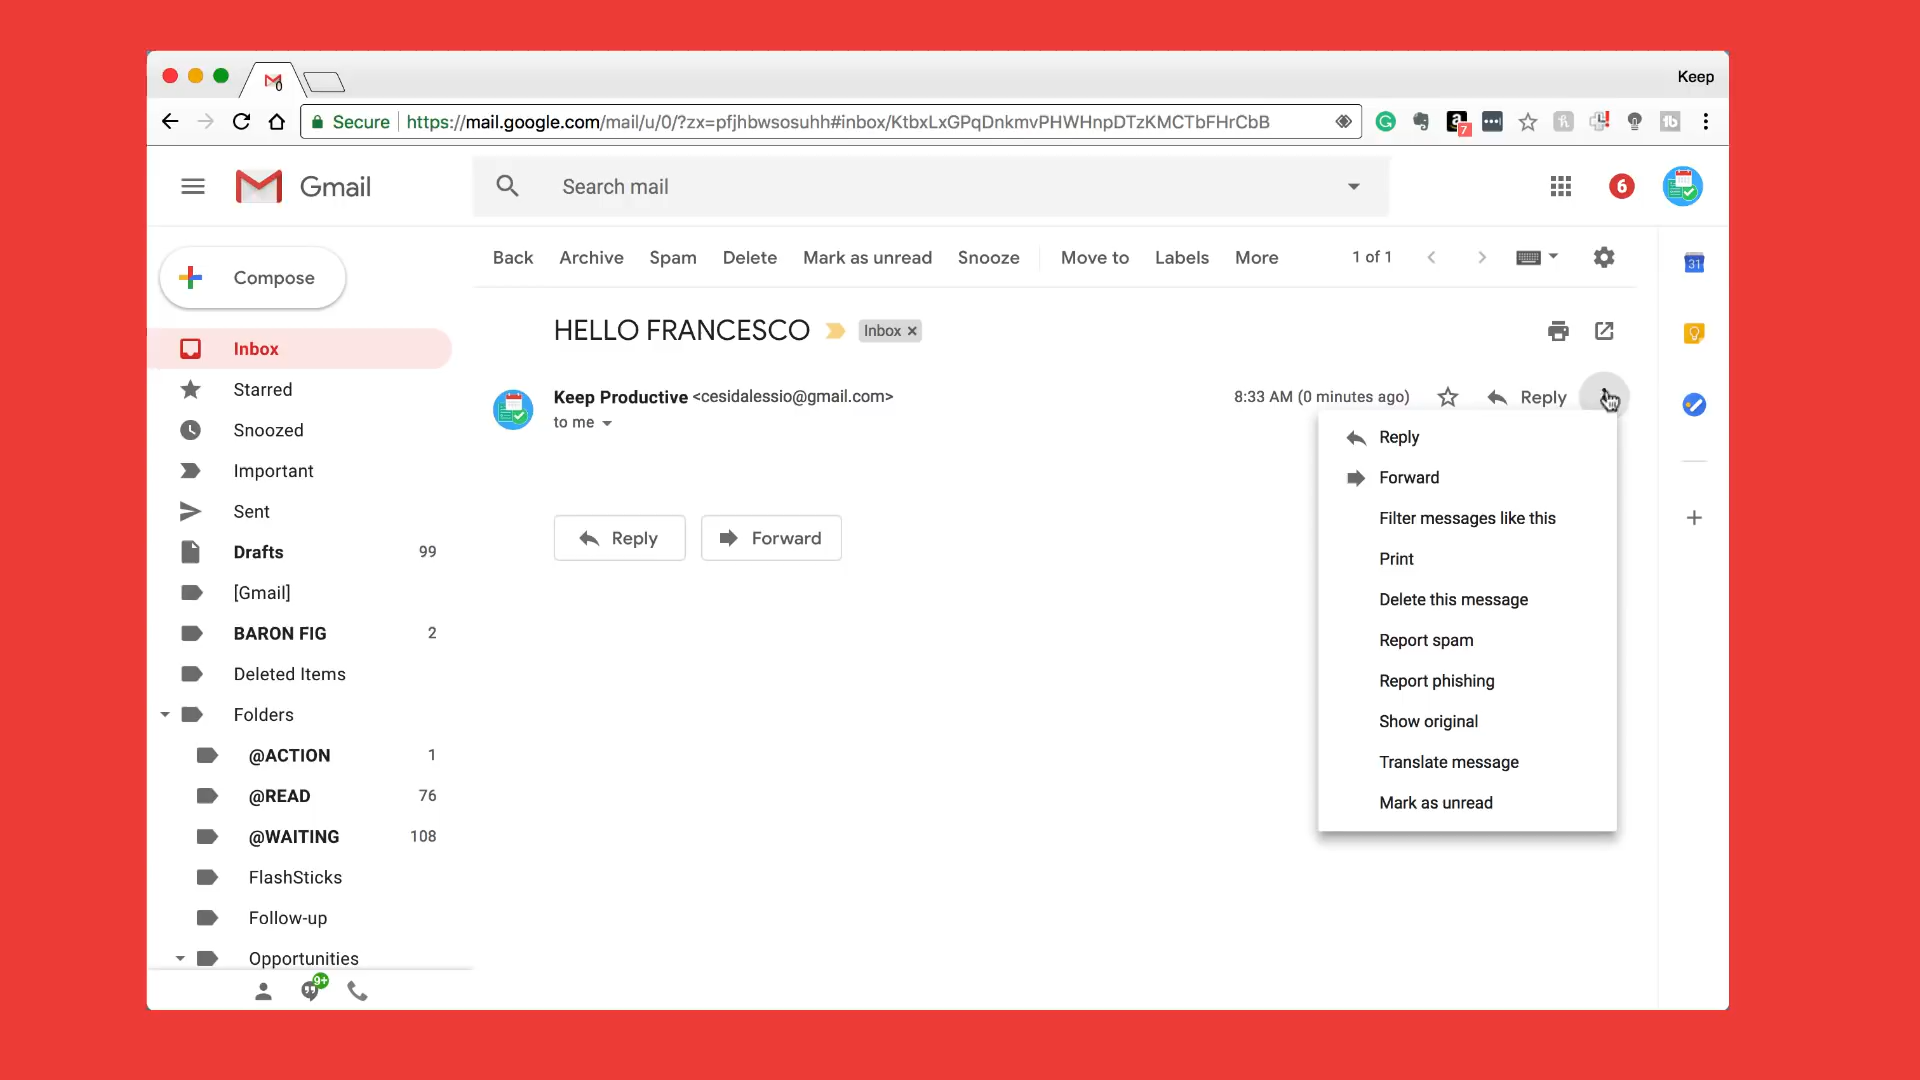 Keep
Secure https://mail.google.com/mail/u/0/?zx=pfjhbwsosuhh#inbox/KtbxLxGPqDnkmvPHWHnpDTzKMCTbFHrCbB
7
Gmail
Search mail
6
Compose
Back Archive Spam Delete Mark as unread Snooze Move to Labels More 1 of 1
31
HELLO FRANCESCO Inbox ×
Inbox
Starred
Snoozed
Important
Sent
Drafts 99
[Gmail]
BARON FIG 2
Deleted Items
Folders
@ACTION 1
@READ 76
@WAITING 108
FlashSticks
Follow-up
Opportunities
9+
Keep Productive <cesidalessio@gmail.com> 8:33 AM (0 minutes ago) Reply
to me
Reply Forward
Reply
Forward
Filter messages like this
Print
Delete this message
Report spam
Report phishing
Show original
Translate message
Mark as unread